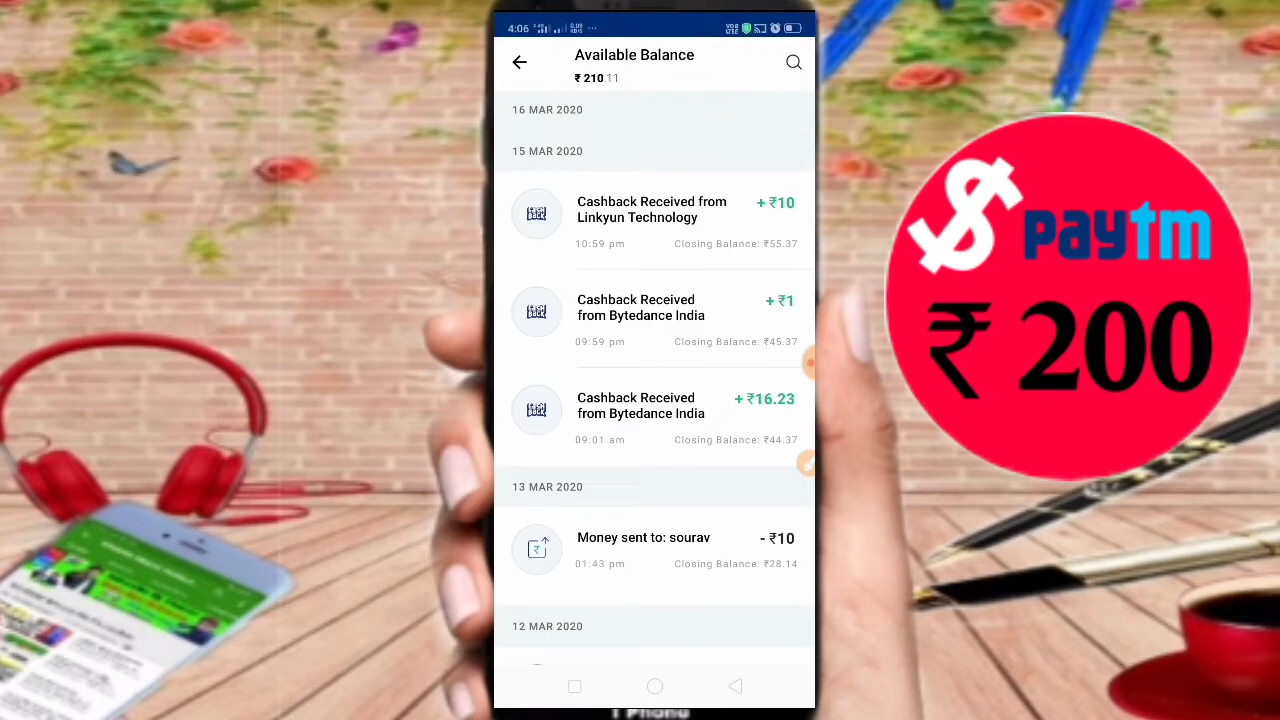 4:06
Available Balance
₹ 210.11
16 MAR 2020
15 MAR 2020
Cashback Received from
Linkyun Technology
+ ₹10
10:59 pm
Closing Balance: ₹55.37
Cashback Received
from Bytedance India
+ ₹1
09:59 pm
Closing Balance: ₹45.37
Cashback Received
from Bytedance India
+ ₹16.23
09:01 am
Closing Balance: ₹44.37
13 MAR 2020
Money sent to: sourav
- ₹10
01:43 pm
Closing Balance: ₹28.14
12 MAR 2020
$ paytm
₹ 200